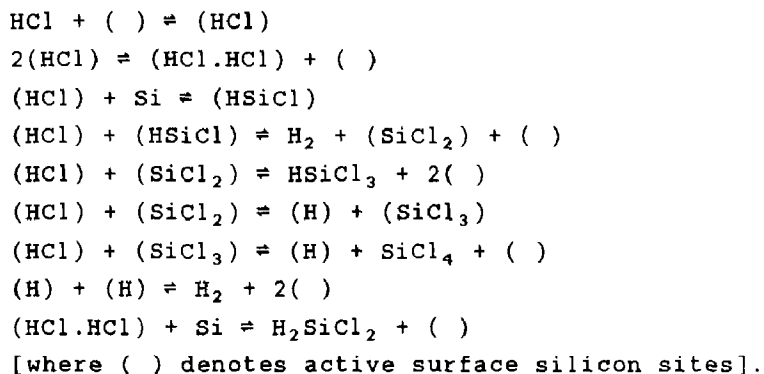 HCl + ( ) ⇌ (HCl)
2(HCl) ⇌ (HCl.HCl) + ( )
(HCl) + Si ⇌ (HSiCl)
(HCl) + (HSiCl) ⇌ H₂ + (SiCl₂) + ( )
(HCl) + (SiCl₂) ⇌ HSiCl₃ + 2( )
(HCl) + (SiCl₂) ⇌ (H) + (SiCl₃)
(HCl) + (SiCl₃) ⇌ (H) + SiCl₄ + ( )
(H) + (H) ⇌ H₂ + 2( )
(HCl.HCl) + Si ⇌ H₂SiCl₂ + ( )
[where ( ) denotes active surface silicon sites].